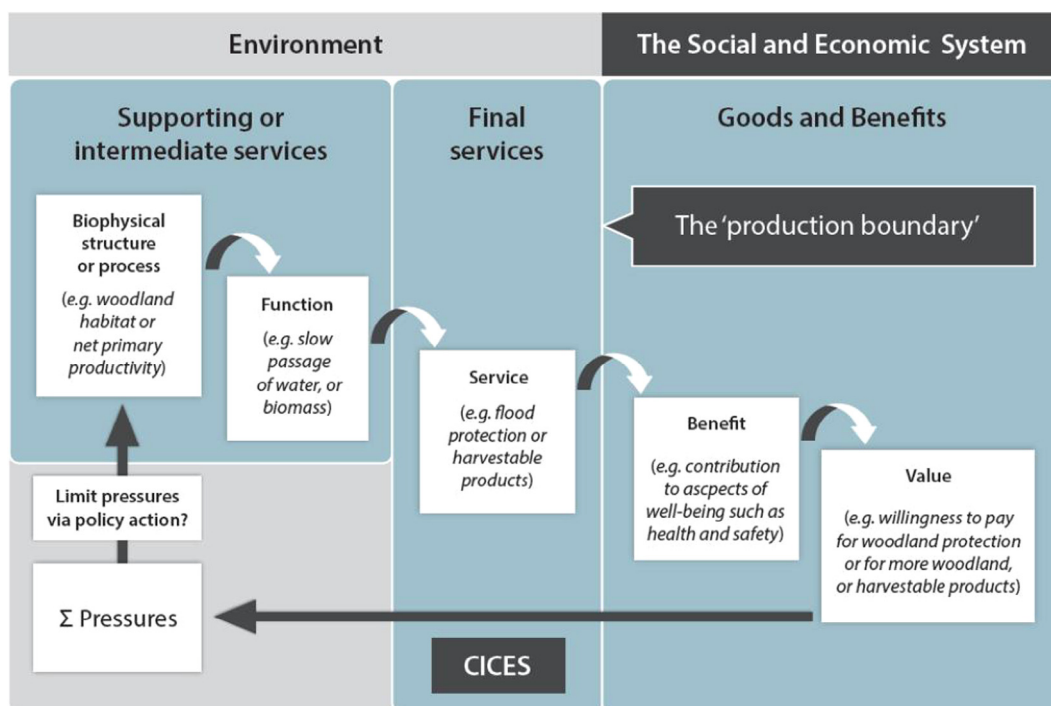 Environment
The Social and Economic System
Supporting or
intermediate services
Final
services
Goods and Benefits
The 'production boundary'
Biophysical
structure
or process
(e.g. woodland
habitat or
net primary
productivity)
Function
(e.g. slow
passage
of water, or
biomass)
Service
(e.g. flood
protection or
harvestable
products)
Benefit
(e.g. contribution
to ascpects of
well-being such as
health and safety)
Value
(e.g. willingness to pay
for woodland protection
or for more woodland,
or harvestable products)
Limit pressures
via policy action?
Σ Pressures
CICES